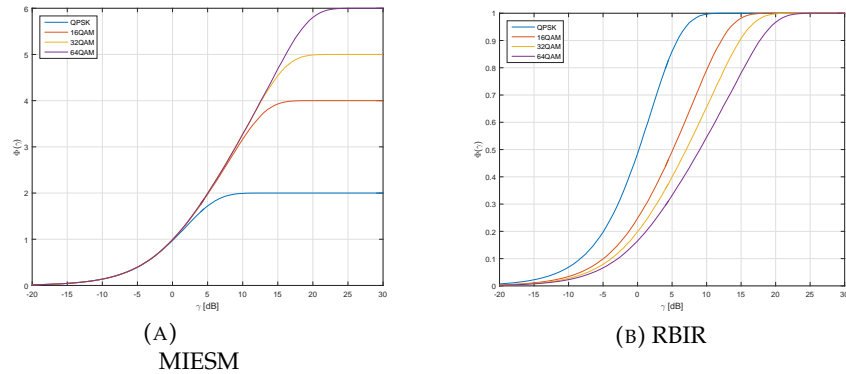 6
5
4
3
2
1
0
Φ(γ)
QPSK
16QAM
32QAM
64QAM
-20 -15 -10 -5 0 5 10 15 20 25 30
γ [dB]
(A)
MIESM
1
0.9
0.8
0.7
0.6
0.5
0.4
0.3
0.2
0.1
0
Φ(γ)
QPSK
16QAM
32QAM
64QAM
-20 -15 -10 -5 0 5 10 15 20 25 30
γ [dB]
(B) RBIR